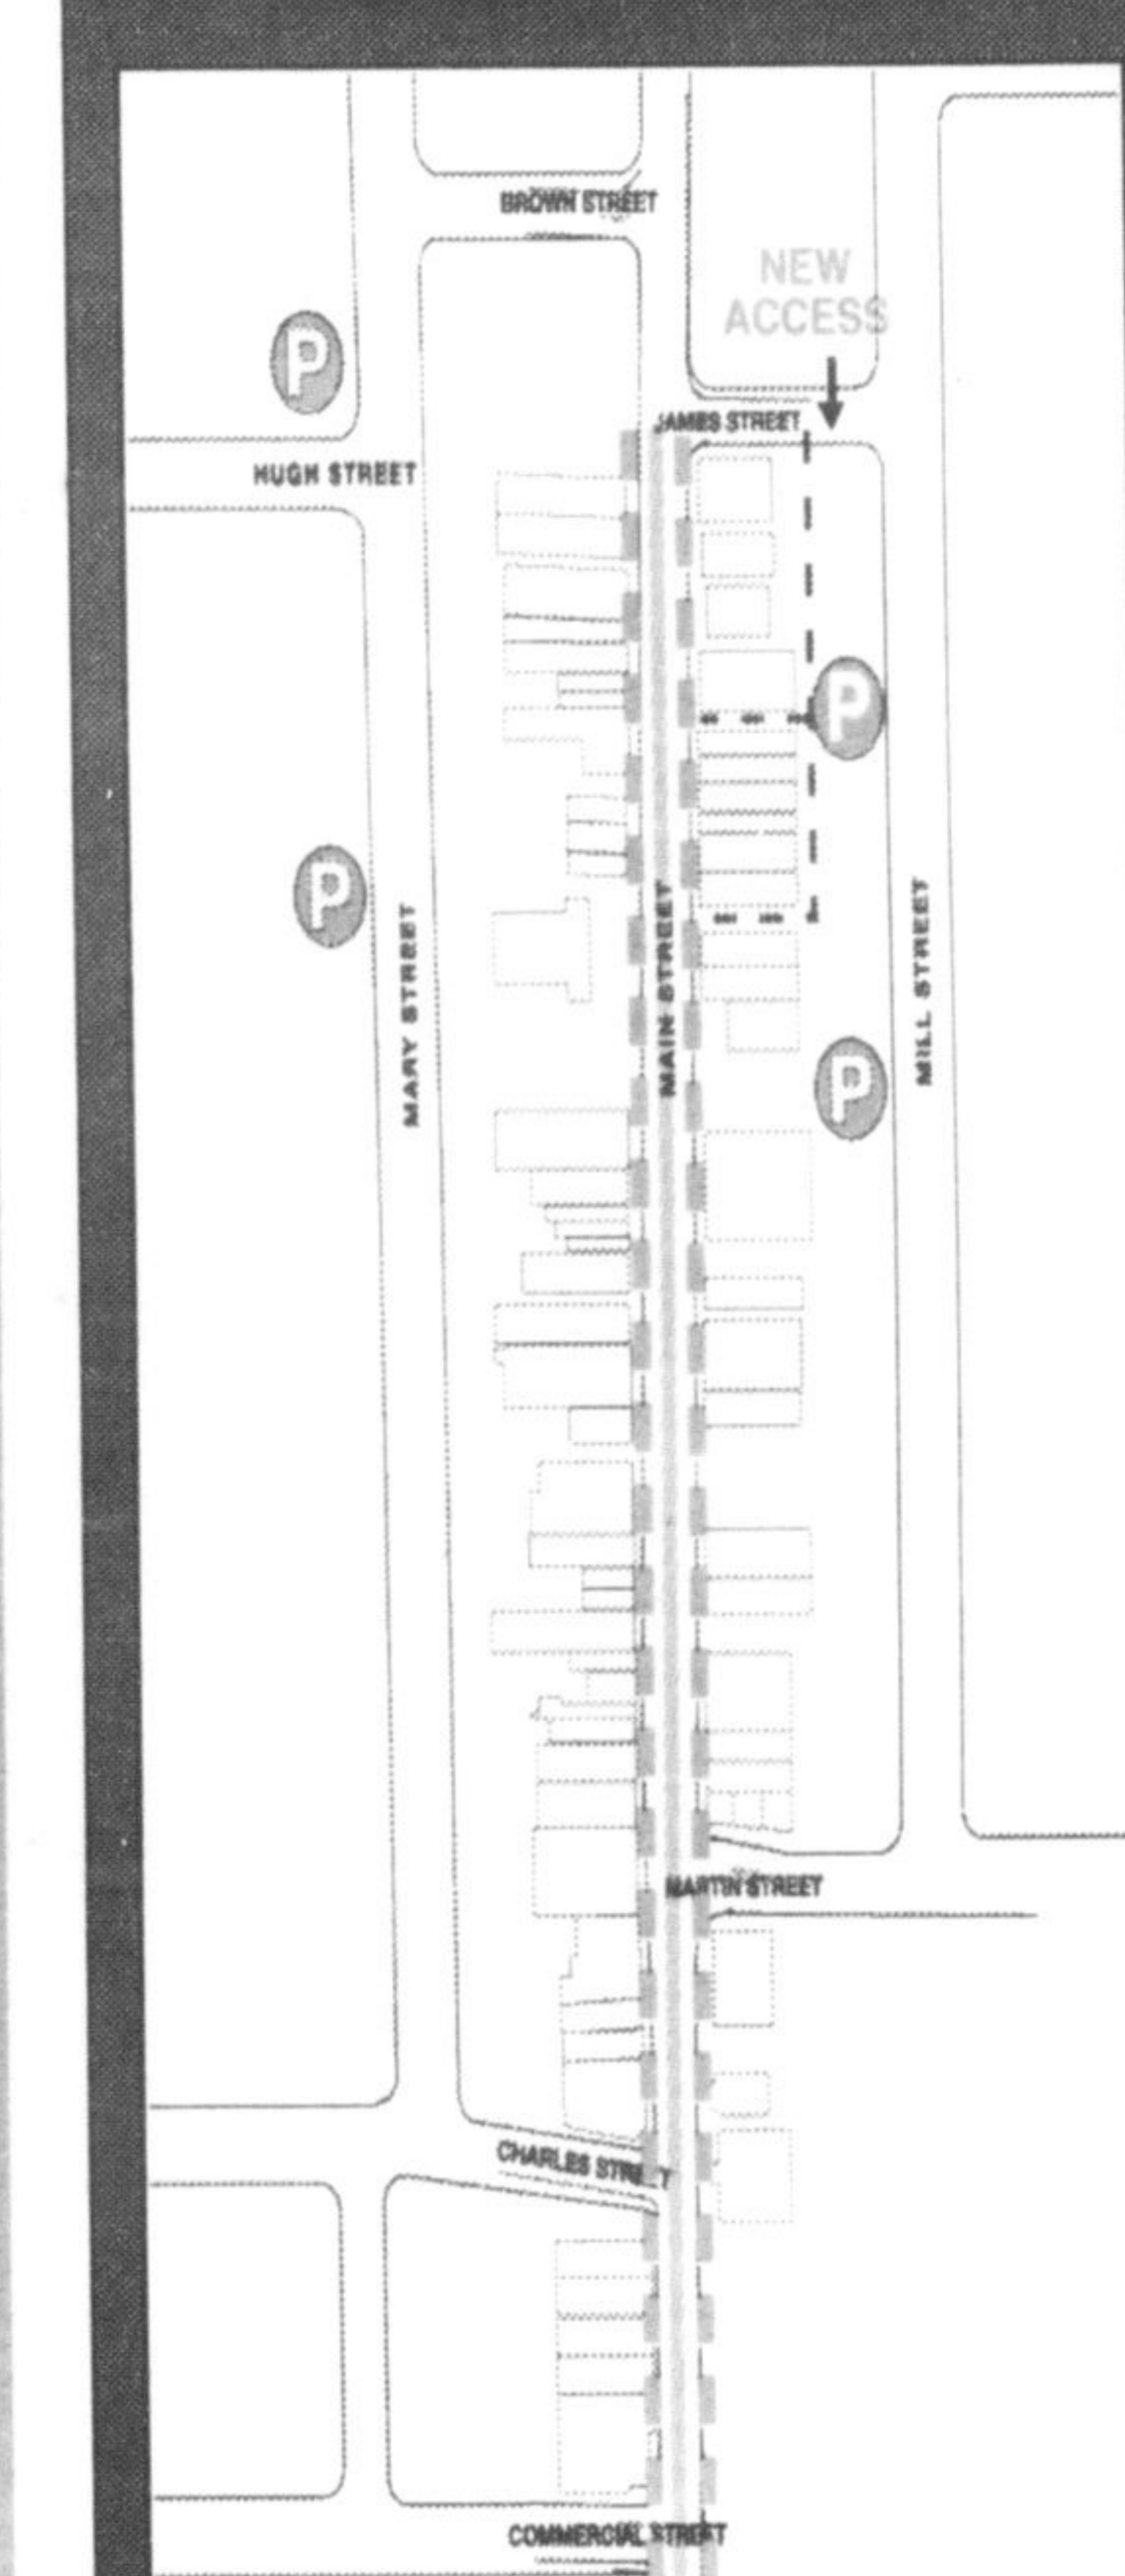 BROWN STREET
NEW
ACCESS
P
JAMES STREET
HUGH STREET
P
P
MARY STREET
MAIN STREET
MILL STREET
P
MARTIN STREET
CHARLES STREET
COMMERCIAL STREET